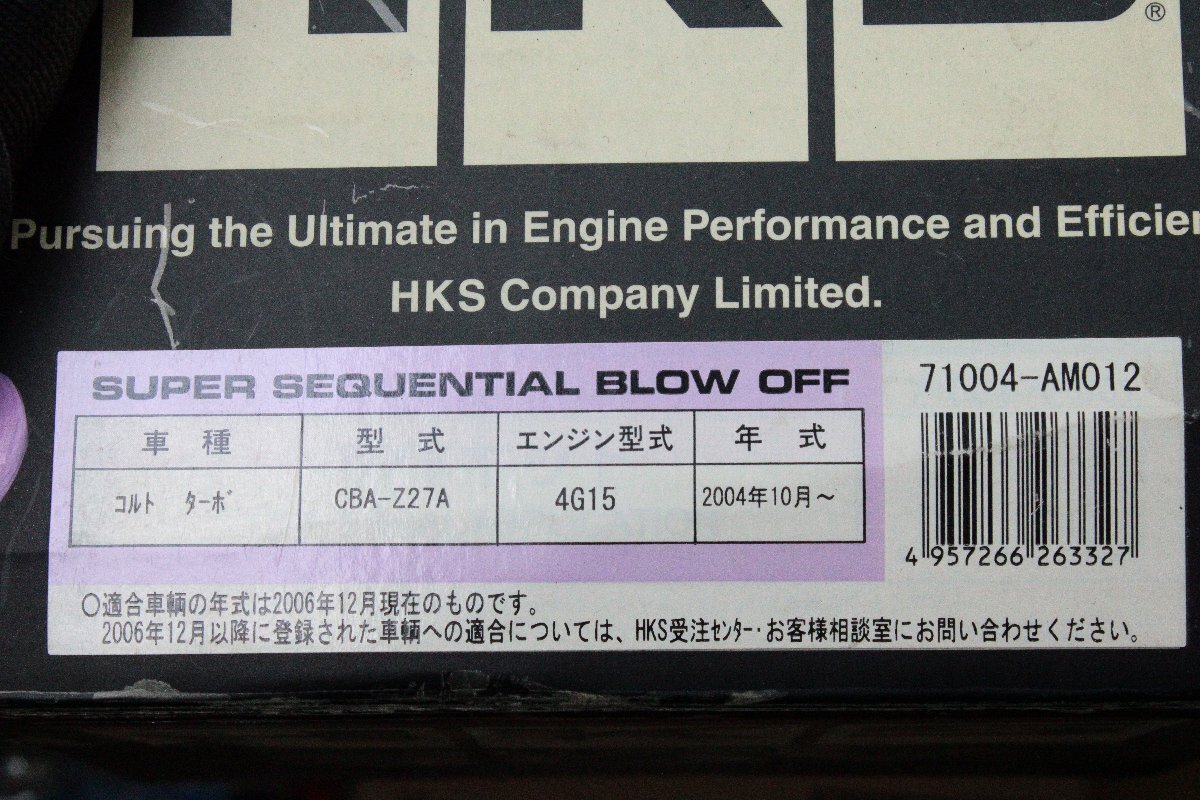 HKS®
Pursuing the Ultimate in Engine Performance and Efficien
HKS Company Limited.
SUPER SEQUENTIAL BLOW OFF
71004-AM012
車 種 型 式 エンジン型式 年 式
コルト ターボ CBA-Z27A 4G15 2004年10月～
4 957266 263327
○適合車輌の年式は2006年12月現在のものです。
2006年12月以降に登録された車輌への適合については、HKS受注センター・お客様相談室にお問い合わせください。